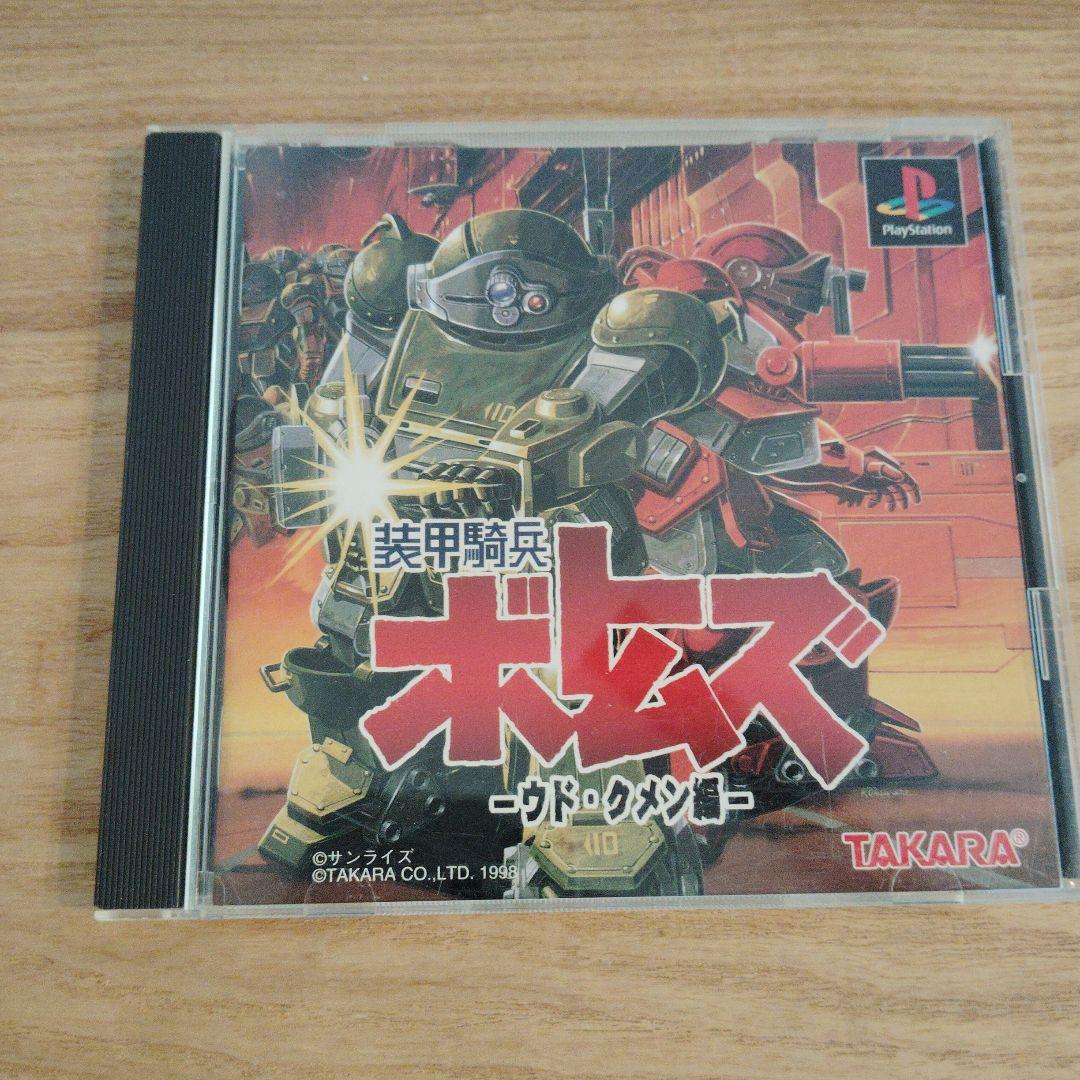 PlayStation
装甲騎兵
ボトムズ
-ウド・クメン編-
©サンライズ
©TAKARA CO.,LTD. 1998
TAKARA®